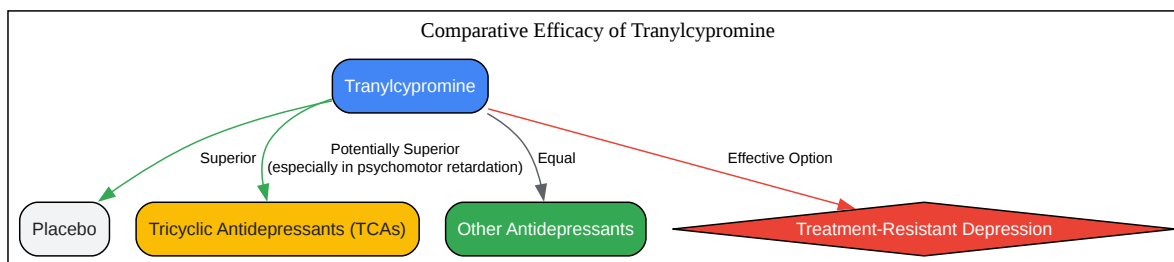 Comparative Efficacy of Tranylcypromine
Tranylcypromine
Superior
Potentially Superior
(especially in psychomotor retardation)
Equal
Effective Option
Placebo
Tricyclic Antidepressants (TCAs)
Other Antidepressants
Treatment-Resistant Depression